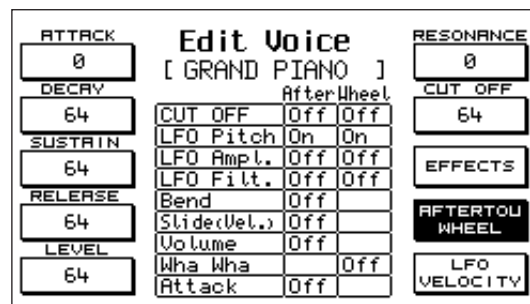 ATTACK
0
DECAY
64
SUSTAIN
64
RELEASE
64
LEVEL
64
Edit Voice
[ GRAND PIANO ]
After Wheel
CUT OFF Off Off
LFO Pitch On On
LFO Ampl. Off Off
LFO Filt. Off Off
Bend Off
Slide(Vel.) Off
Volume Off
Wha Wha Off
Attack Off
RESONANCE
0
CUT OFF
64
EFFECTS
AFTERTOU
WHEEL
LFO
VELOCITY